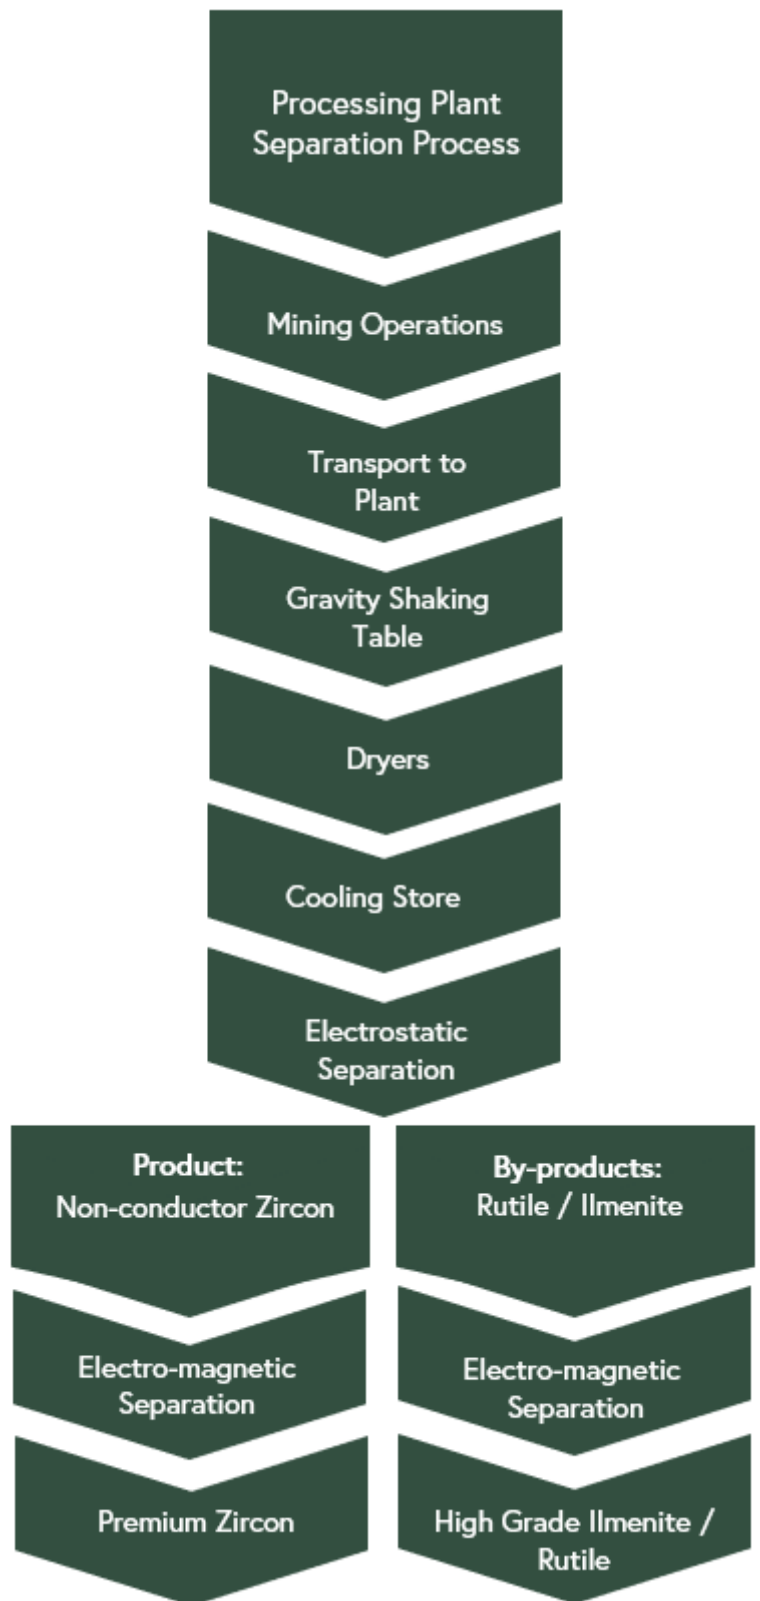 Processing Plant
Separation Process
Mining Operations
Transport to
Plant
Gravity Shaking
Table
Dryers
Cooling Store
Electrostatic
Separation
Product:
Non-conductor Zircon
Electro-magnetic
Separation
Premium Zircon
By-products:
Rutile / Ilmenite
Electro-magnetic
Separation
High Grade Ilmenite /
Rutile